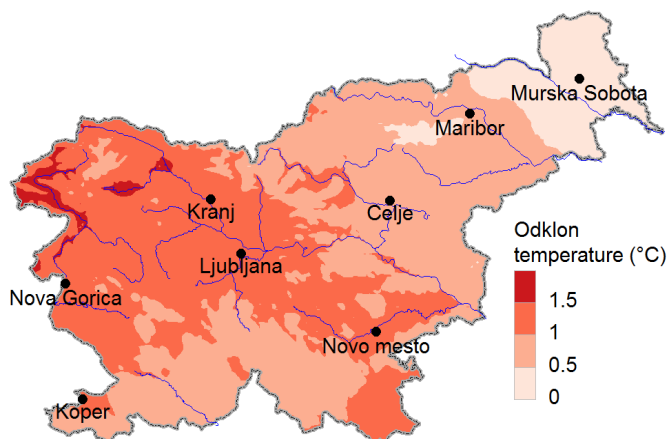 Murska Sobota
Maribor
Kranj
Celje
Ljubljana
Nova Gorica
Novo mesto
Koper
Odklon
temperature (°C)
1.5
1
0.5
0